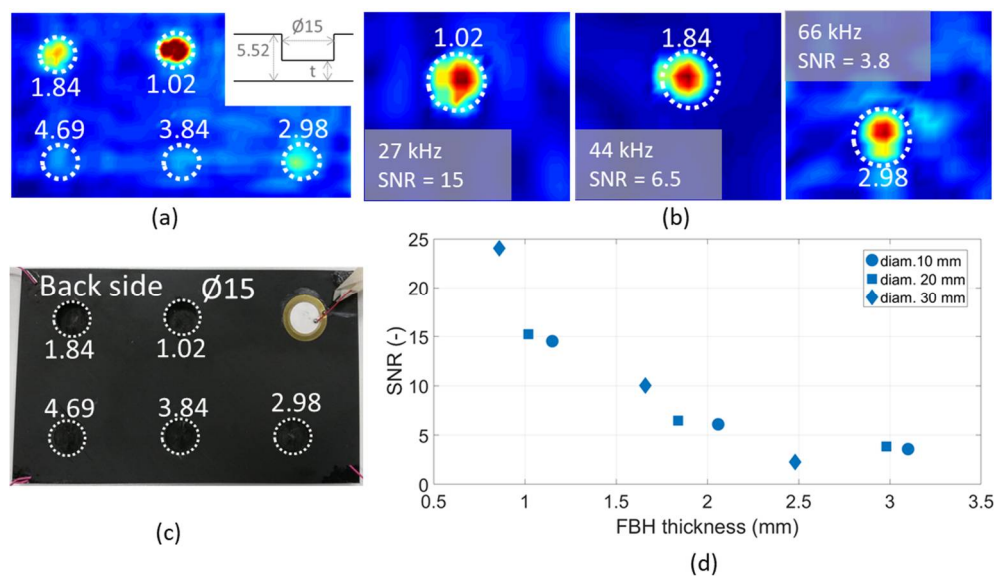 1.84
1.02
4.69
3.84
2.98
Ø15
5.52
t
(a)
1.02
27 kHz
SNR = 15
1.84
44 kHz
SNR = 6.5
66 kHz
SNR = 3.8
2.98
(b)
Back side Ø15
1.84
1.02
4.69
3.84
2.98
(c)
SNR (-)
25
20
15
10
5
0
0.5 1 1.5 2 2.5 3 3.5
FBH thickness (mm)
diam.10 mm
diam. 20 mm
diam. 30 mm
(d)